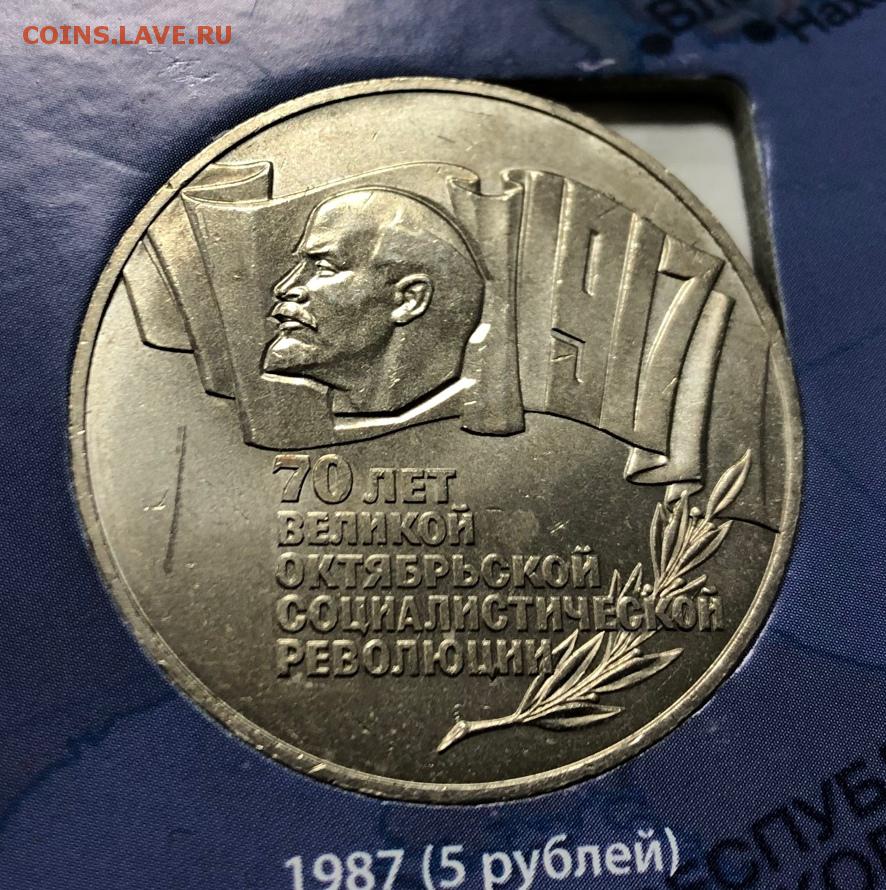 COINS.LAVE.RU
1917
70 ЛЕТ
ВЕЛИКОЙ
ОКТЯБРЬСКОЙ
СОЦИАЛИСТИЧЕСКОЙ
РЕВОЛЮЦИИ
1987 (5 рублей)